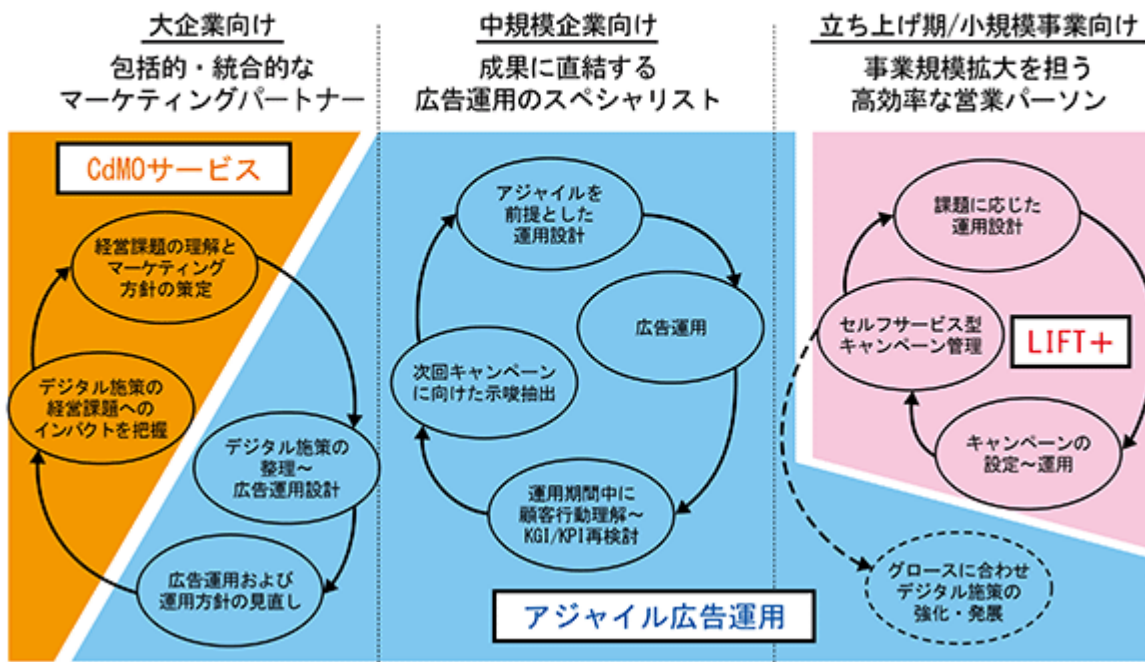 大企業向け
包括的・統合的な
マーケティングパートナー
中規模企業向け
成果に直結する
広告運用のスペシャリスト
立ち上げ期/小規模事業向け
事業規模拡大を担う
高効率な営業パーソン
CdMOサービス
経営課題の理解と
マーケティング
方針の策定
デジタル施策の
経営課題への
インパクトを把握
デジタル施策の
整理~
広告運用設計
広告運用および
運用方針の見直し
アジャイルを
前提とした
運用設計
広告運用
次回キャンペーン
に向けた示唆抽出
運用期間中に
顧客行動理解~
KGI/KPI再検討
アジャイル広告運用
課題に応じた
運用設計
セルフサービス型
キャンペーン管理
LIFT+
キャンペーンの
設定~運用
グロースに合わせ
デジタル施策の
強化・発展